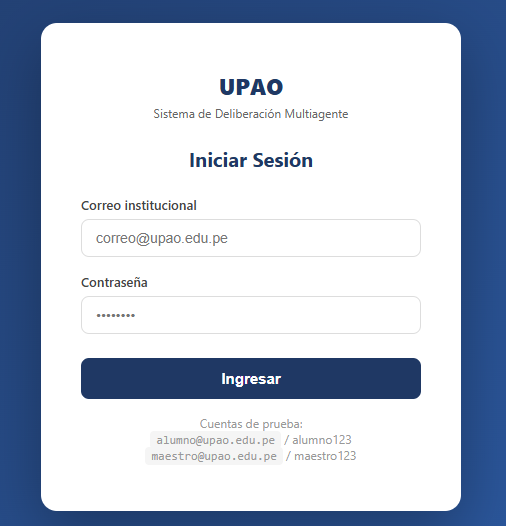 UPAO
Sistema de Deliberación Multiagente
Iniciar Sesión
Correo institucional
correo@upao.edu.pe
Contraseña
••••••••
Ingresar
Cuentas de prueba:
alumno@upao.edu.pe / alumno123
maestro@upao.edu.pe / maestro123